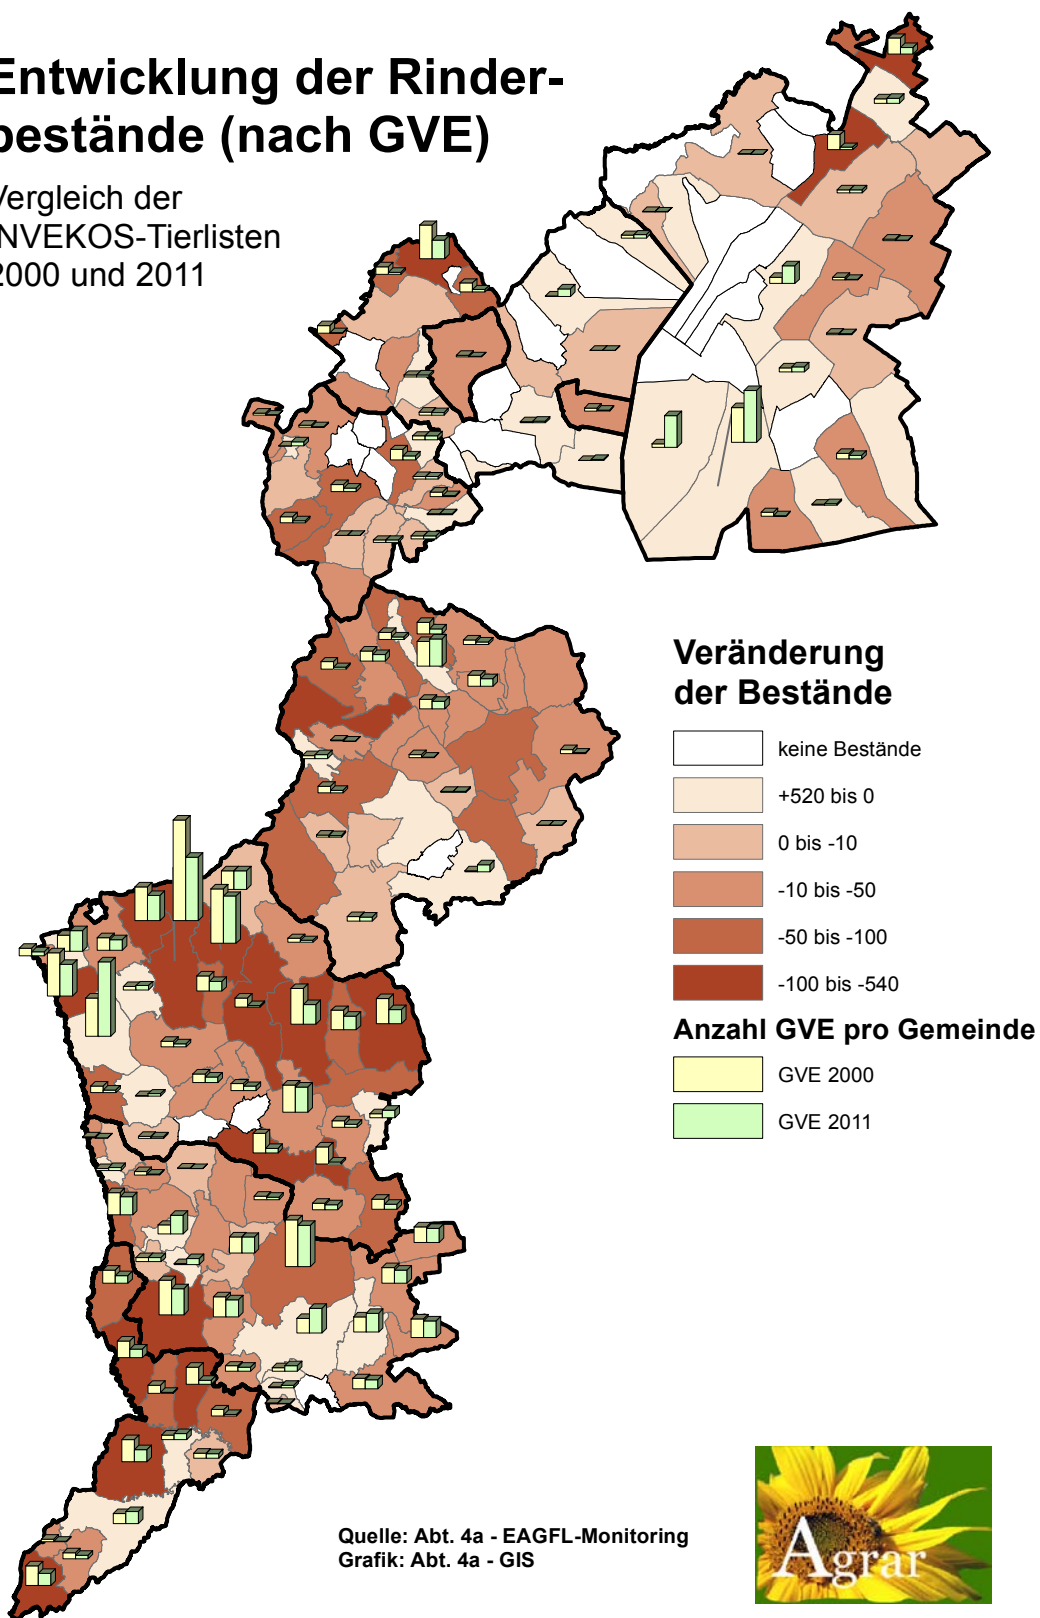 Entwicklung der Rinder-
bestände (nach GVE)
Vergleich der
INVEKOS-Tierlisten
2000 und 2011
Veränderung
der Bestände
keine Bestände
+520 bis 0
0 bis -10
-10 bis -50
-50 bis -100
-100 bis -540
Anzahl GVE pro Gemeinde
GVE 2000
GVE 2011
Quelle: Abt. 4a - EAGFL-Monitoring
Grafik: Abt. 4a - GIS
Agrar